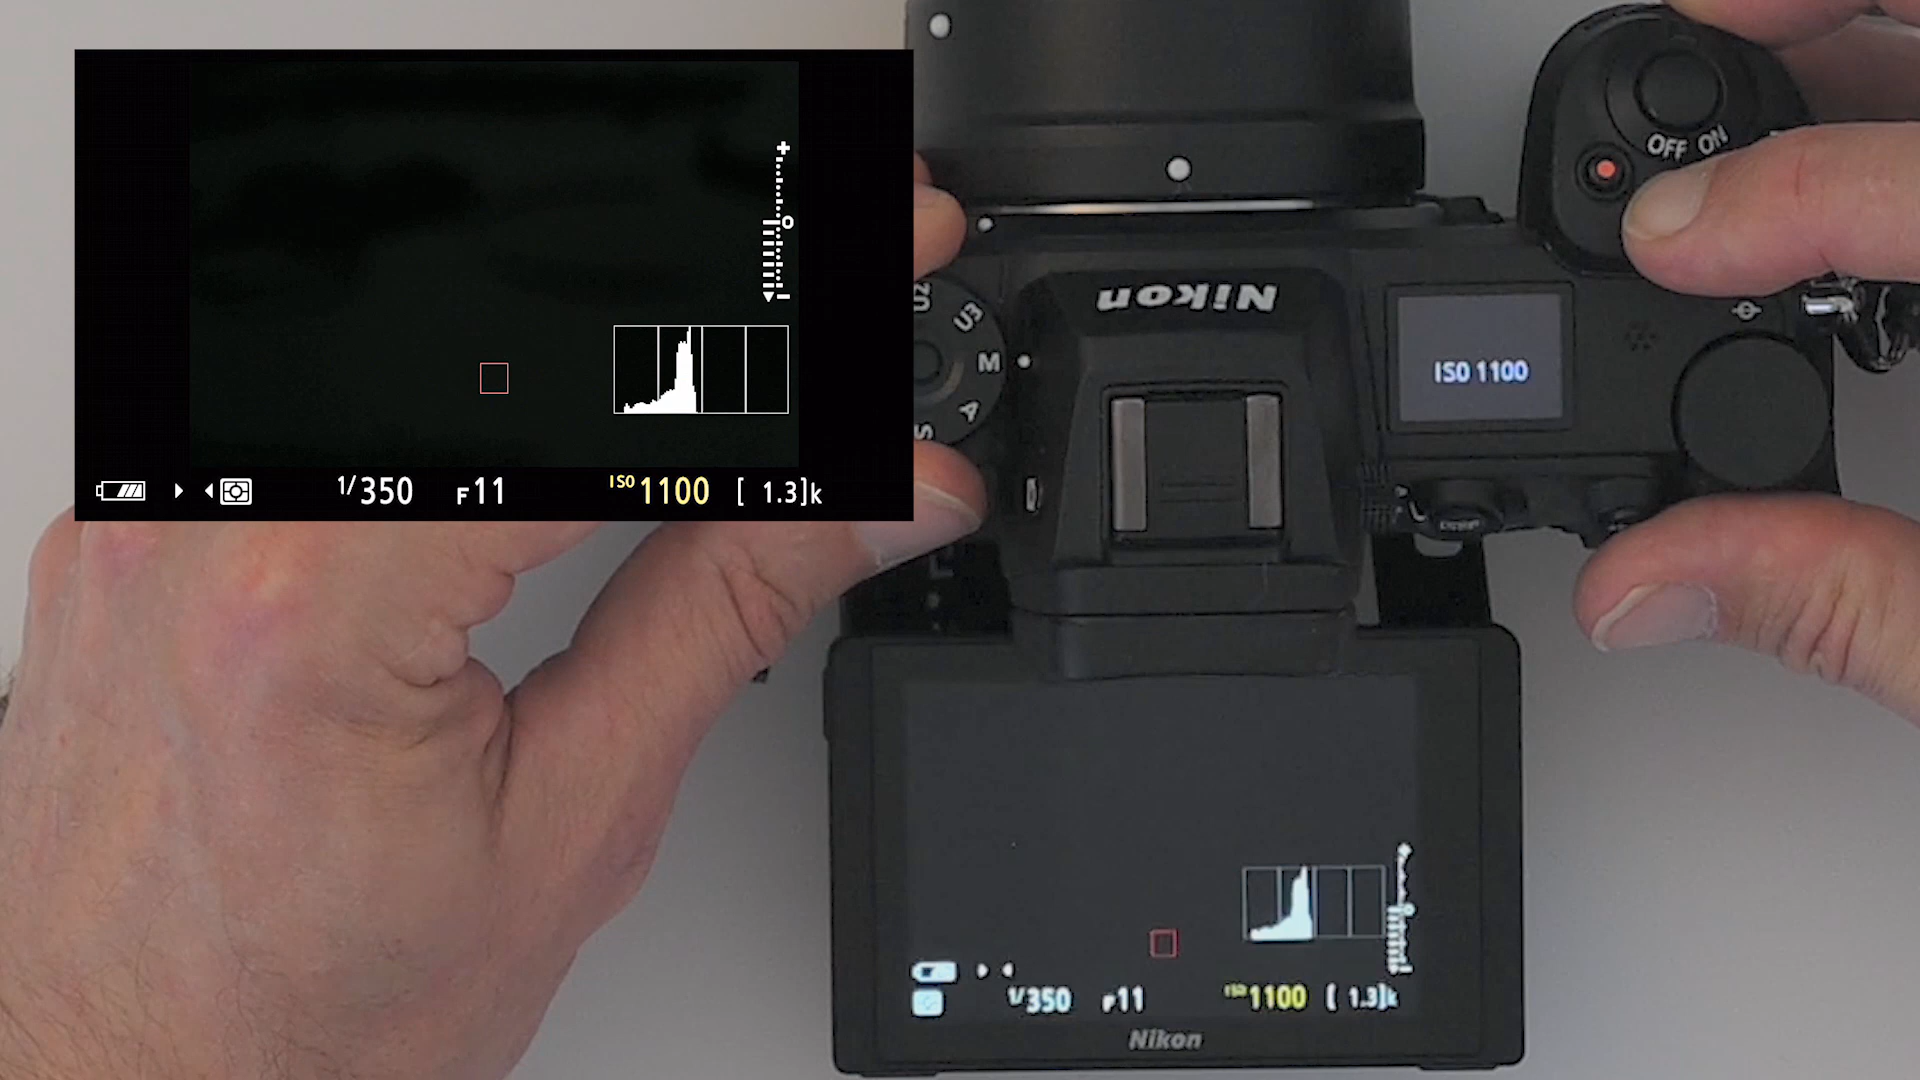 1/350 F11 ISO 1100 [ 1.3]k
OFF ON
Nikon
U2
U3
M
A
S
ISO 1100
1/350 F11 ISO 1100 [ 1.3]k
Nikon